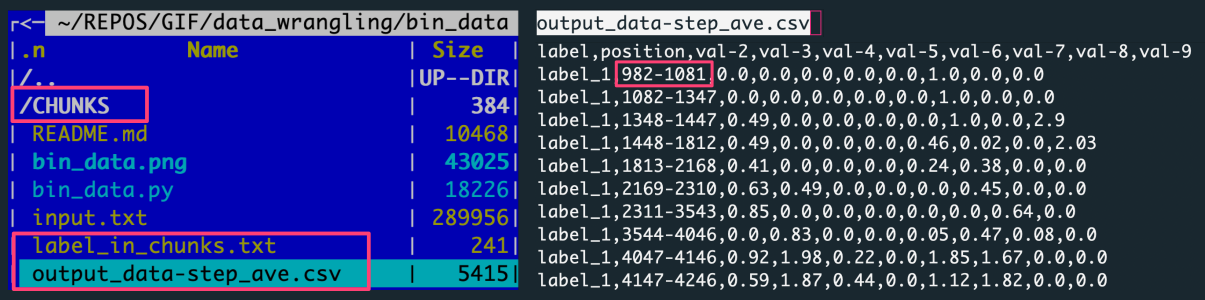 ┌<─ ~/REPOS/GIF/data_wrangling/bin_data
|.n Name | Size |
|/.. |UP--DIR|
/CHUNKS | 384|
| README.md | 10468|
| bin_data.png | 43025|
| bin_data.py | 18226|
| input.txt | 289956|
| label_in_chunks.txt | 241|
| output_data-step_ave.csv | 5415|
output_data-step_ave.csv
label,position,val-2,val-3,val-4,val-5,val-6,val-7,val-8,val-9
label_1,982-1081,0.0,0.0,0.0,0.0,0.0,1.0,0.0,0.0
label_1,1082-1347,0.0,0.0,0.0,0.0,0.0,1.0,0.0,0.0
label_1,1348-1447,0.49,0.0,0.0,0.0,0.0,1.0,0.0,2.9
label_1,1448-1812,0.49,0.0,0.0,0.0,0.46,0.02,0.0,2.03
label_1,1813-2168,0.41,0.0,0.0,0.0,0.24,0.38,0.0,0.0
label_1,2169-2310,0.63,0.49,0.0,0.0,0.0,0.45,0.0,0.0
label_1,2311-3543,0.85,0.0,0.0,0.0,0.0,0.0,0.64,0.0
label_1,3544-4046,0.0,0.83,0.0,0.0,0.05,0.47,0.08,0.0
label_1,4047-4146,0.92,1.98,0.22,0.0,1.85,1.67,0.0,0.0
label_1,4147-4246,0.59,1.87,0.44,0.0,1.12,1.82,0.0,0.0